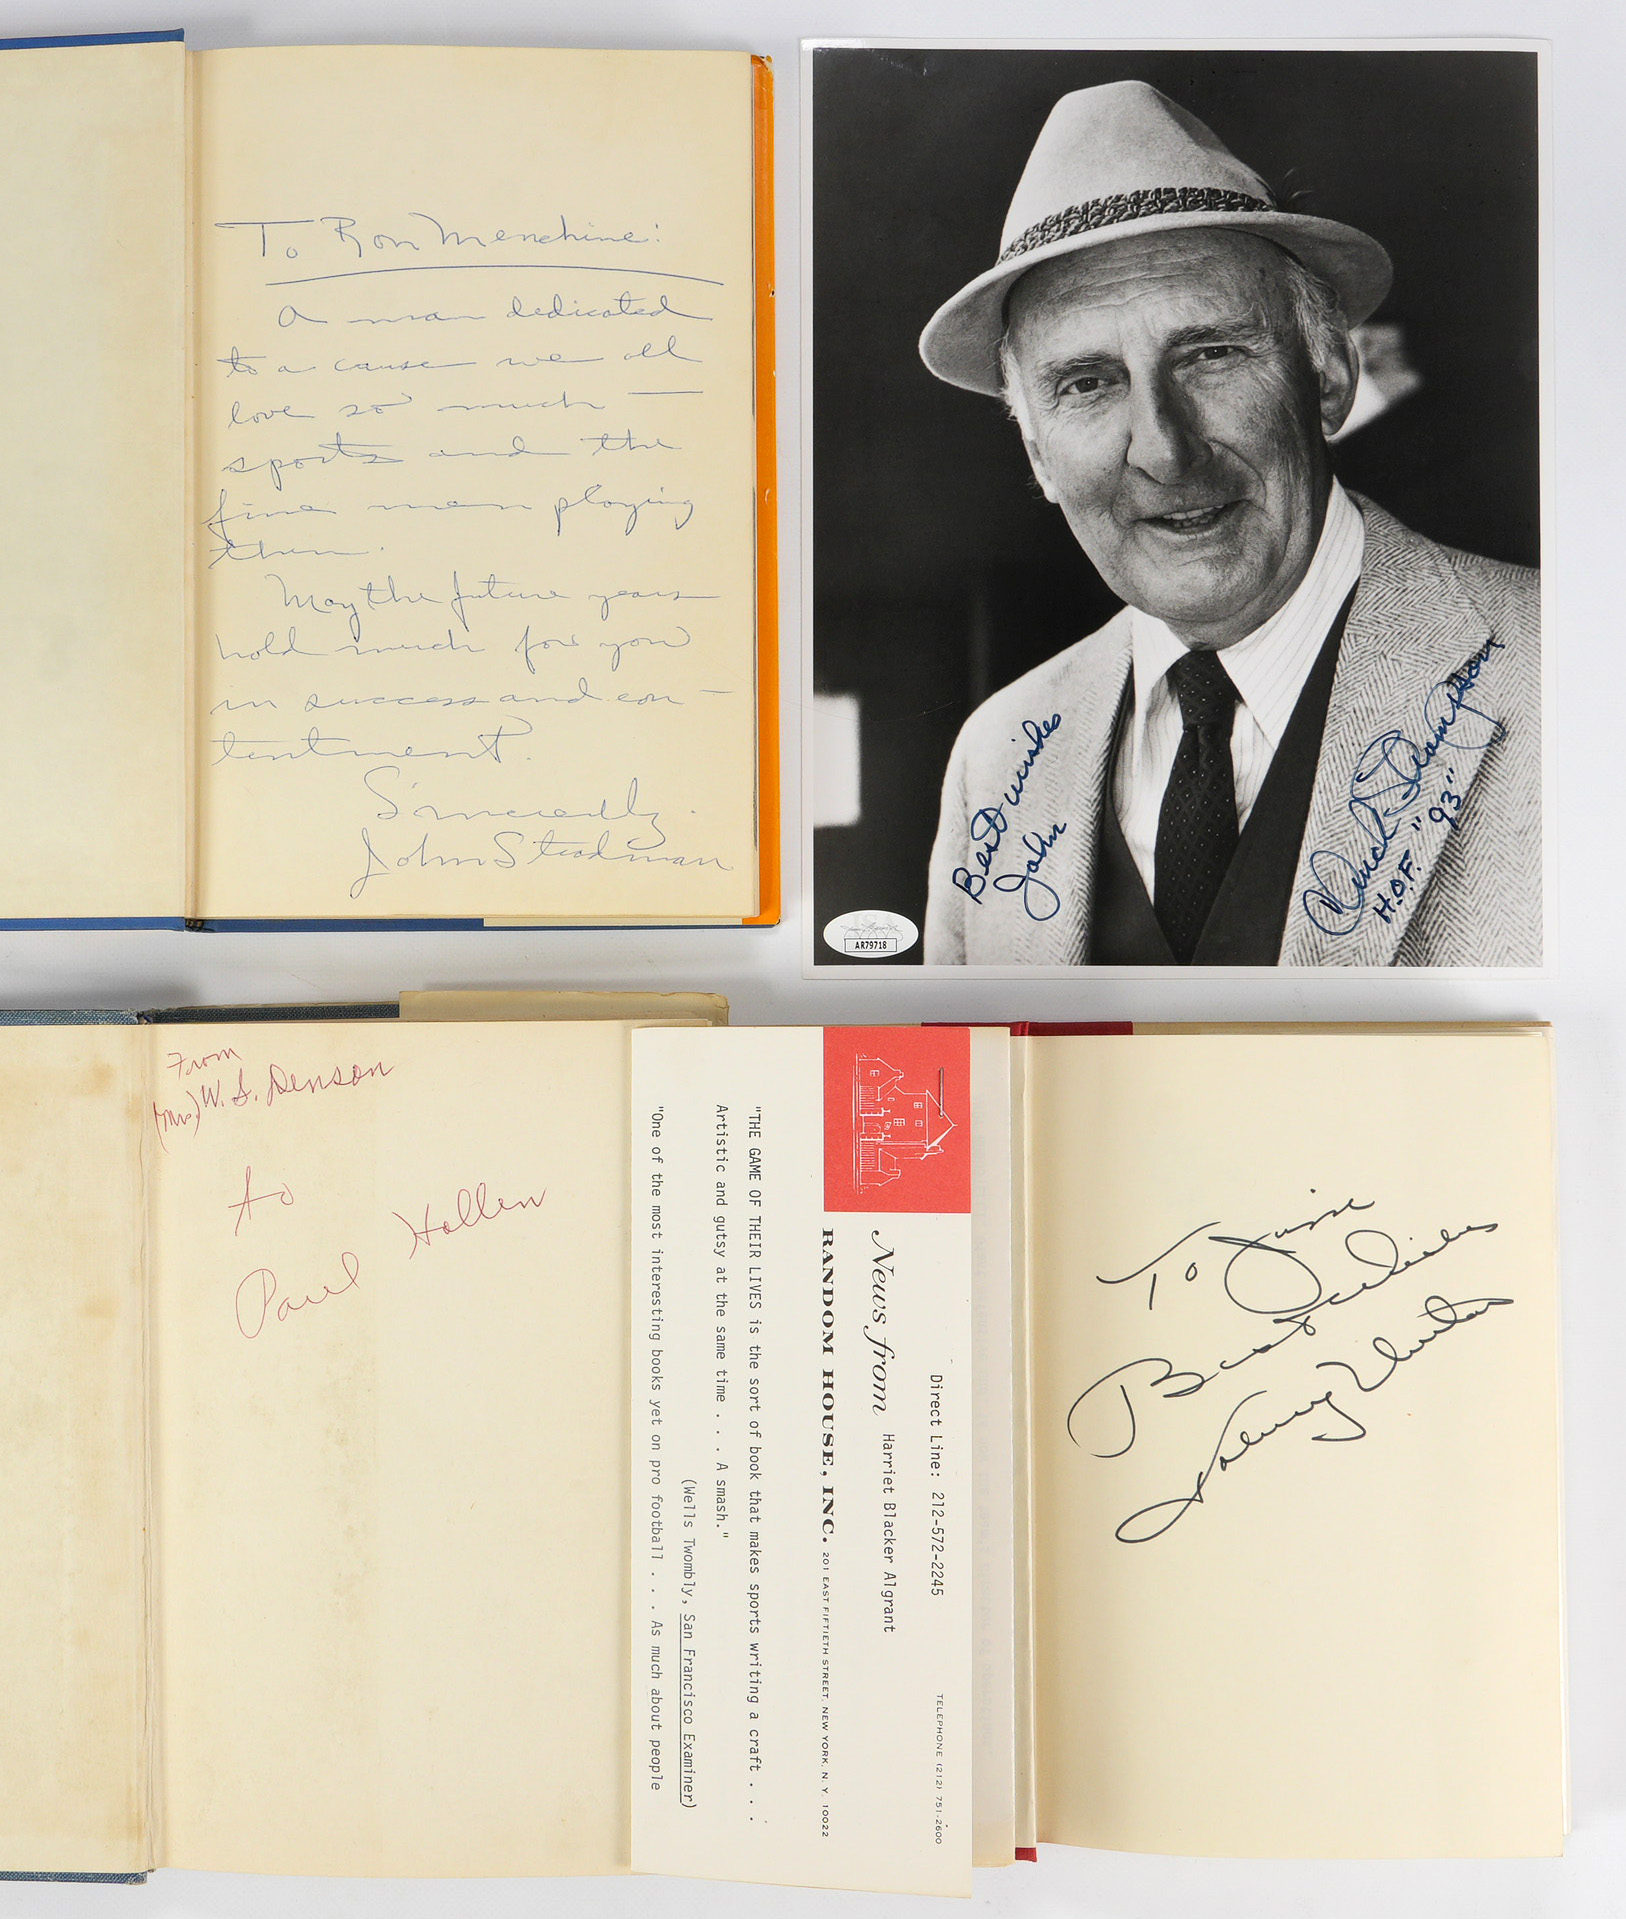 To Ron Menchine:
A man dedicated
to a cause we all
love so much —
sports and the
fine men playing
them.
May the future years
hold much for you
in success and con-
tentment.
Sincerely,
John Steadman
Best wishes
John
Chuck Thompson
H.O.F. "93"
AR79718
From
(Mrs.) W. S. Denson
to
Paul Hollen
Direct Line: 212-572-2245
TELEPHONE (212) 751-2600
News from
Harriet Blacker Algrant
RANDOM HOUSE, INC. 201 EAST FIFTIETH STREET, NEW YORK, N. Y. 10022
"THE GAME OF THEIR LIVES is the sort of book that makes sports writing a craft . . .
Artistic and gutsy at the same time . . . A smash."
(Wells Twombly, San Francisco Examiner)
"One of the most interesting books yet on pro football . . . As much about people
To
Best Wishes
Johnny Unitas